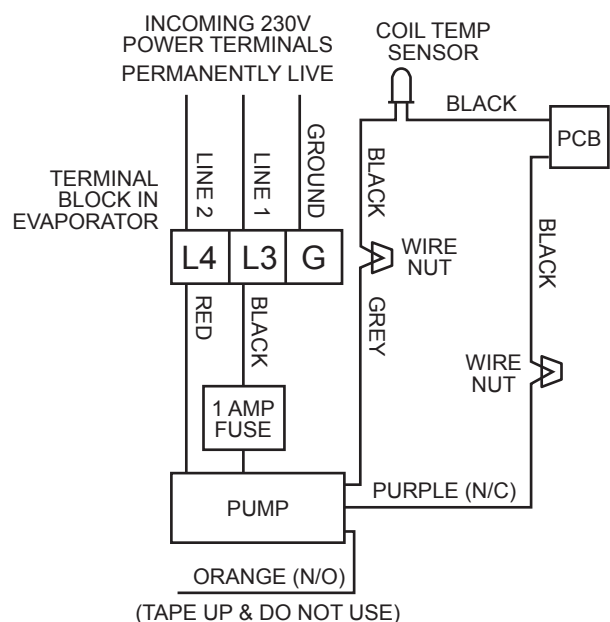 INCOMING 230V
POWER TERMINALS
PERMANENTLY LIVE
COIL TEMP
SENSOR
BLACK
PCB
LINE 2
LINE 1
GROUND
BLACK
TERMINAL
BLOCK IN
EVAPORATOR
L4
L3
G
WIRE
NUT
BLACK
RED
BLACK
GREY
WIRE
NUT
1 AMP
FUSE
PUMP
PURPLE (N/C)
ORANGE (N/O)
(TAPE UP & DO NOT USE)